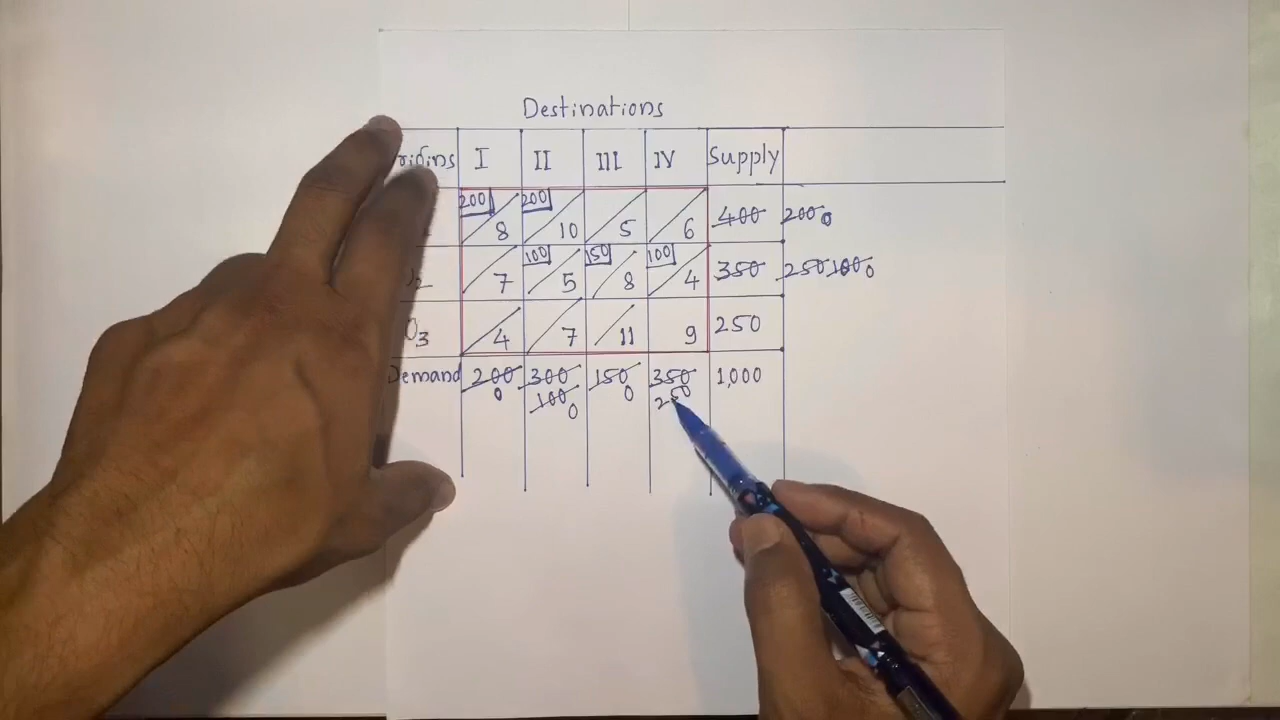 Destinations
I II III IV Supply
200 200
8 10 5 6 400 200 0
100 150 100
2 7 5 8 4 350 250 100 0
O3 4 7 11 9 250
Demand 200 300 150 350 1,000
0 100 0 250
0